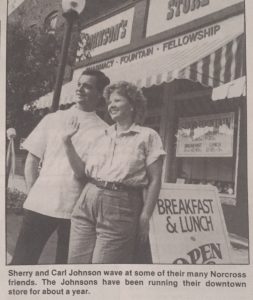 JOHNSON'S
STORE
PHARMACY • FOUNTAIN • FELLOWSHIP
BREAKFAST
& LUNCH
OPEN
Sherry and Carl Johnson wave at some of their many Norcross
friends. The Johnsons have been running their downtown
store for about a year.